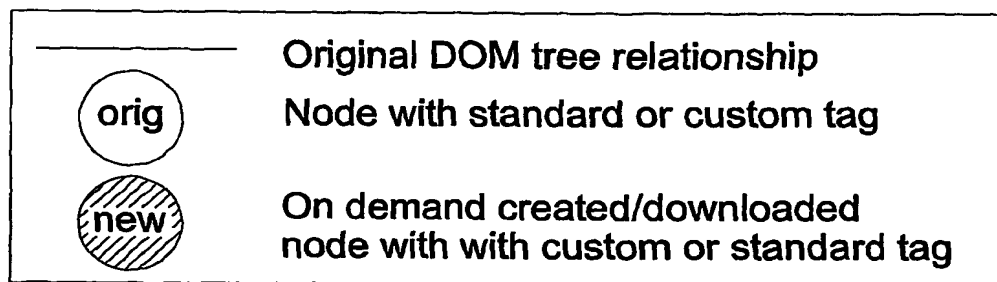 Original DOM tree relationship
orig Node with standard or custom tag
new On demand created/downloaded
node with with custom or standard tag